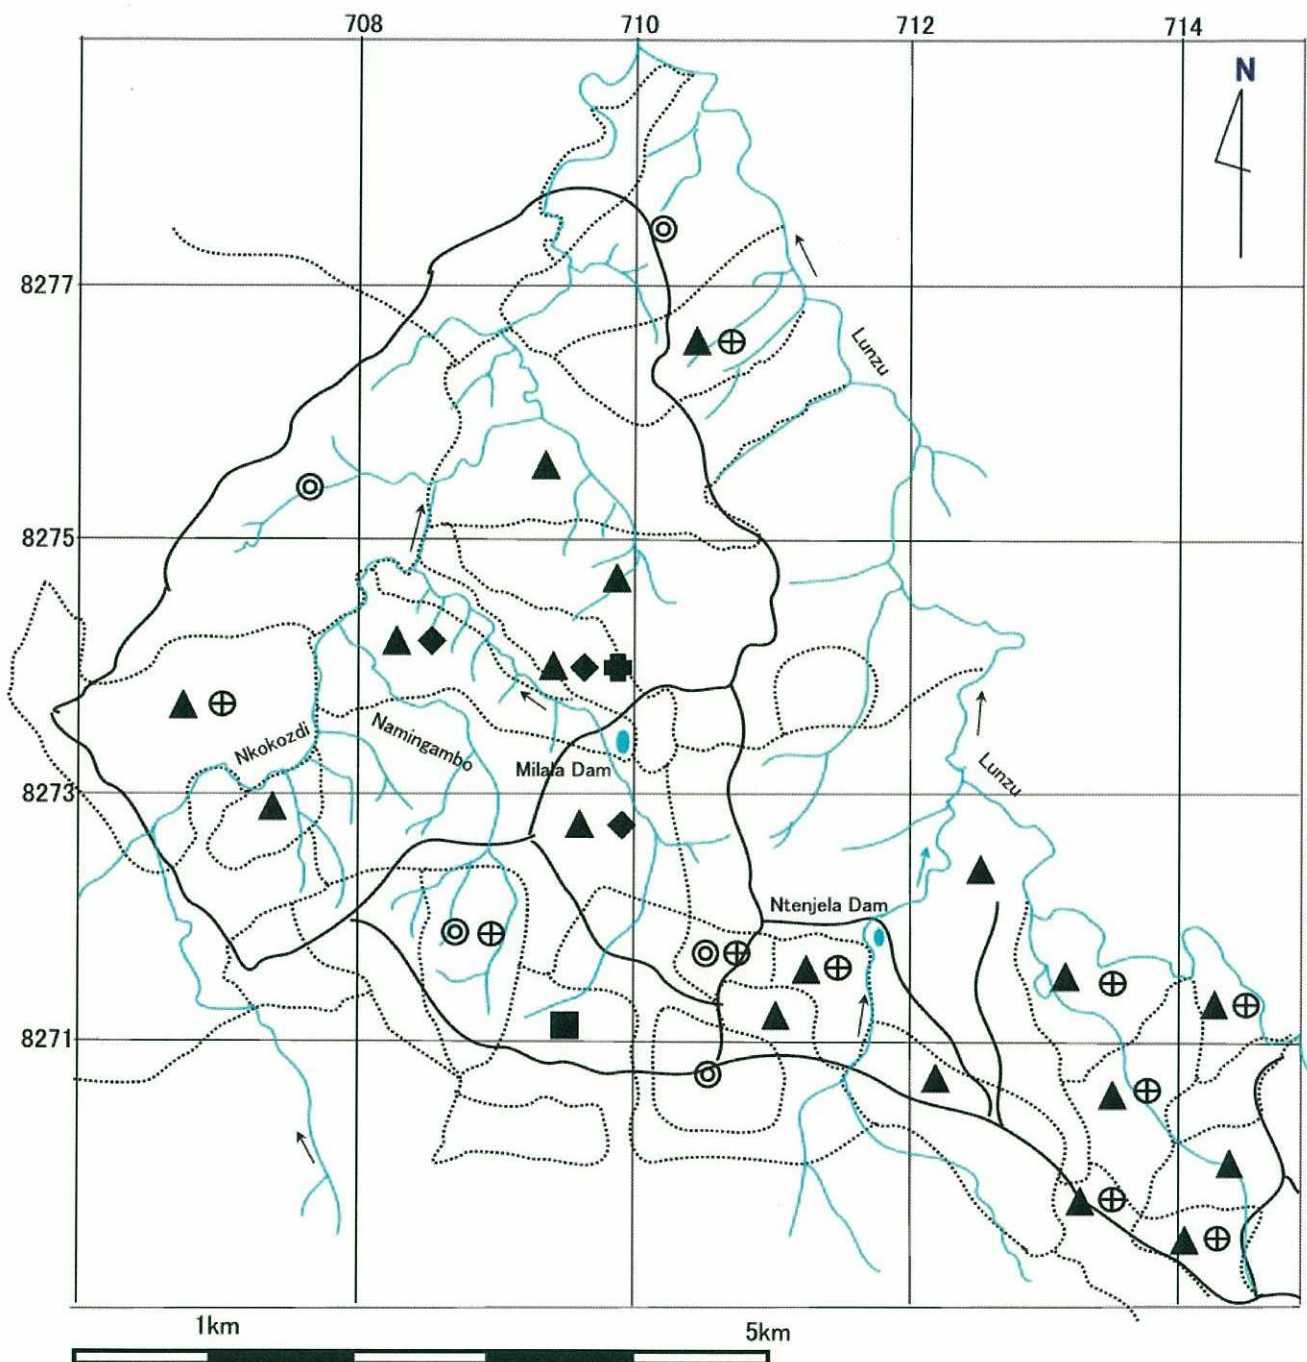 708 710 712 714
N
8277
Lunzu
8275
Nkokozdi
Namingambo
Milala Dam
Lunzu
8273
Ntenjela Dam
8271
1km 5km